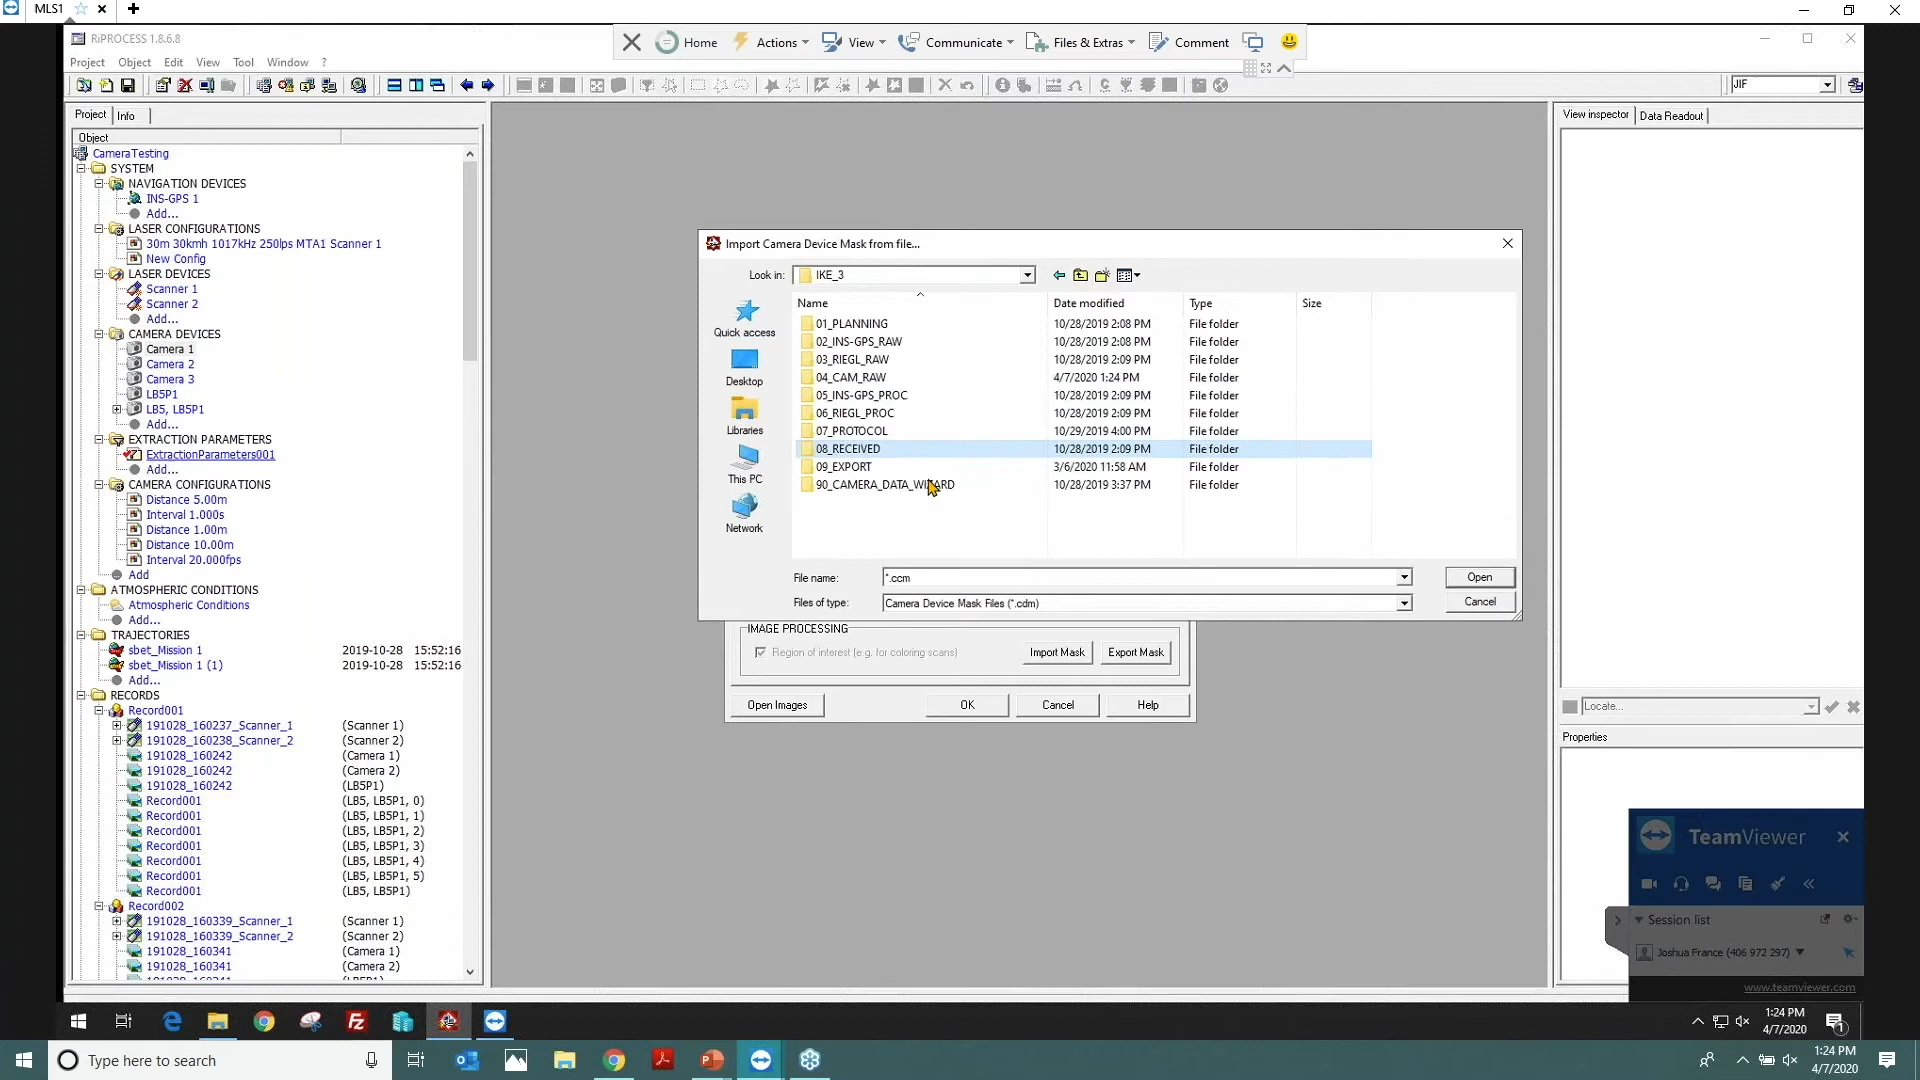 MLS1
RiPROCESS 1.8.6.8
Home
Actions
View
Communicate
Files & Extras
Comment
Project
Object
Edit
View
Tool
Window
?
JIF
Project
Info
View inspector
Data Readout
Object
CameraTesting
SYSTEM
NAVIGATION DEVICES
INS-GPS 1
Add...
LASER CONFIGURATIONS
30m 30kmh 1017kHz 250lps MTA1 Scanner 1
New Config
LASER DEVICES
Scanner 1
Scanner 2
Add...
CAMERA DEVICES
Camera 1
Camera 2
Camera 3
LB5P1
LB5, LB5P1
Add...
EXTRACTION PARAMETERS
ExtractionParameters001
Add...
CAMERA CONFIGURATIONS
Distance 5.00m
Interval 1.000s
Distance 1.00m
Distance 10.00m
Interval 20.000fps
Add
ATMOSPHERIC CONDITIONS
Atmospheric Conditions
Add...
TRAJECTORIES
sbet_Mission 1 2019-10-28 15:52:16
sbet_Mission 1 (1) 2019-10-28 15:52:16
Add...
RECORDS
Record001
191028_160237_Scanner_1 (Scanner 1)
191028_160238_Scanner_2 (Scanner 2)
191028_160242 (Camera 1)
191028_160242 (Camera 2)
191028_160242 (LB5P1)
Record001 (LB5, LB5P1, 0)
Record001 (LB5, LB5P1, 1)
Record001 (LB5, LB5P1, 2)
Record001 (LB5, LB5P1, 3)
Record001 (LB5, LB5P1, 4)
Record001 (LB5, LB5P1, 5)
Record001 (LB5, LB5P1)
Record002
191028_160339_Scanner_1 (Scanner 1)
191028_160339_Scanner_2 (Scanner 2)
191028_160341 (Camera 1)
191028_160341 (Camera 2)
Import Camera Device Mask from file...
Look in:
IKE_3
Quick access
Desktop
Libraries
This PC
Network
Name Date modified Type Size
01_PLANNING 10/28/2019 2:08 PM File folder
02_INS-GPS_RAW 10/28/2019 2:08 PM File folder
03_RIEGL_RAW 10/28/2019 2:09 PM File folder
04_CAM_RAW 4/7/2020 1:24 PM File folder
05_INS-GPS_PROC 10/28/2019 2:09 PM File folder
06_RIEGL_PROC 10/28/2019 2:09 PM File folder
07_PROTOCOL 10/29/2019 4:00 PM File folder
08_RECEIVED 10/28/2019 2:09 PM File folder
09_EXPORT 3/6/2020 11:58 AM File folder
90_CAMERA_DATA_WIZARD 10/28/2019 3:37 PM File folder
File name: *.ccm
Open
Files of type: Camera Device Mask Files (*.cdm)
Cancel
IMAGE PROCESSING
Region of interest (e.g. for coloring scans)
Import Mask
Export Mask
Open Images
OK
Cancel
Help
Locate...
Properties
TeamViewer
Session list
Joshua France (406 972 297)
www.teamviewer.com
1:24 PM
4/7/2020
1
Type here to search
1:24 PM
4/7/2020